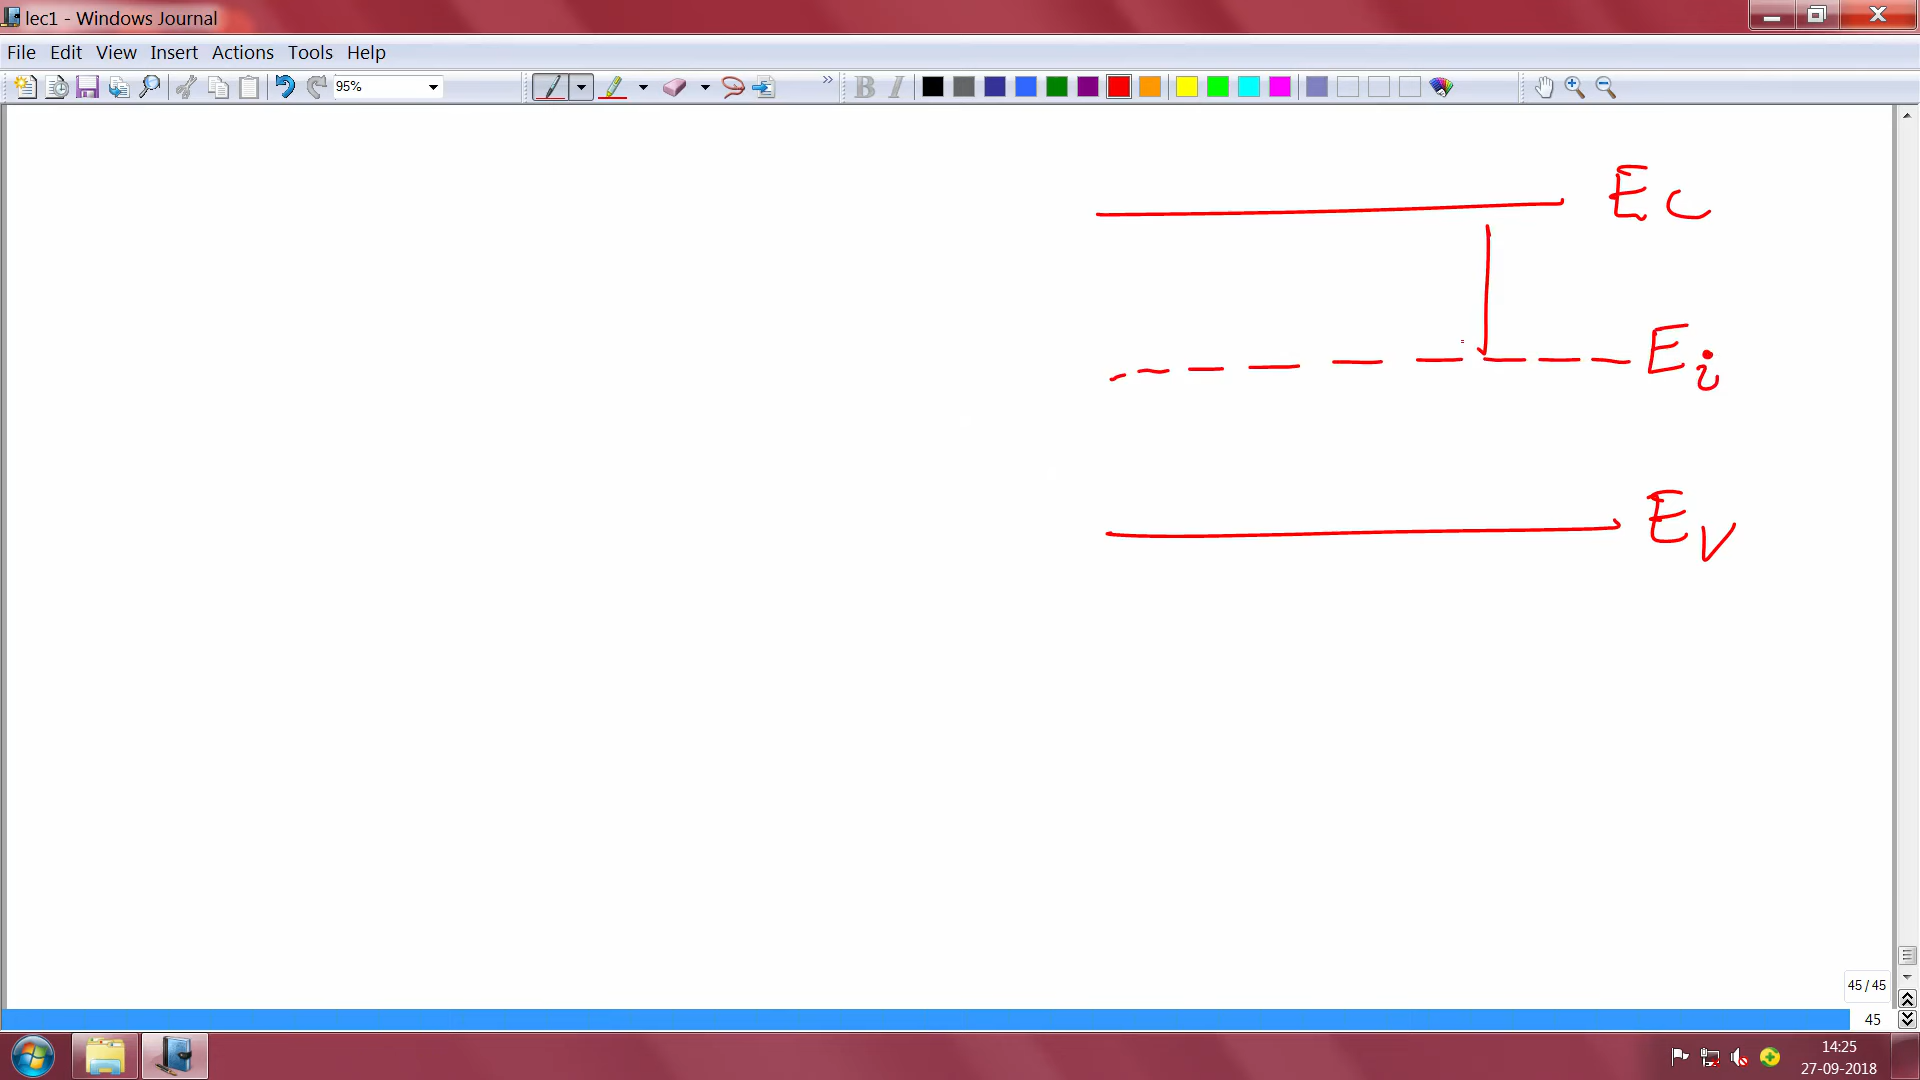 lec1 - Windows Journal
File Edit View Insert Actions Tools Help
95% » B I
Ec
Ei
Ev
45 / 45
45
14:25
27-09-2018